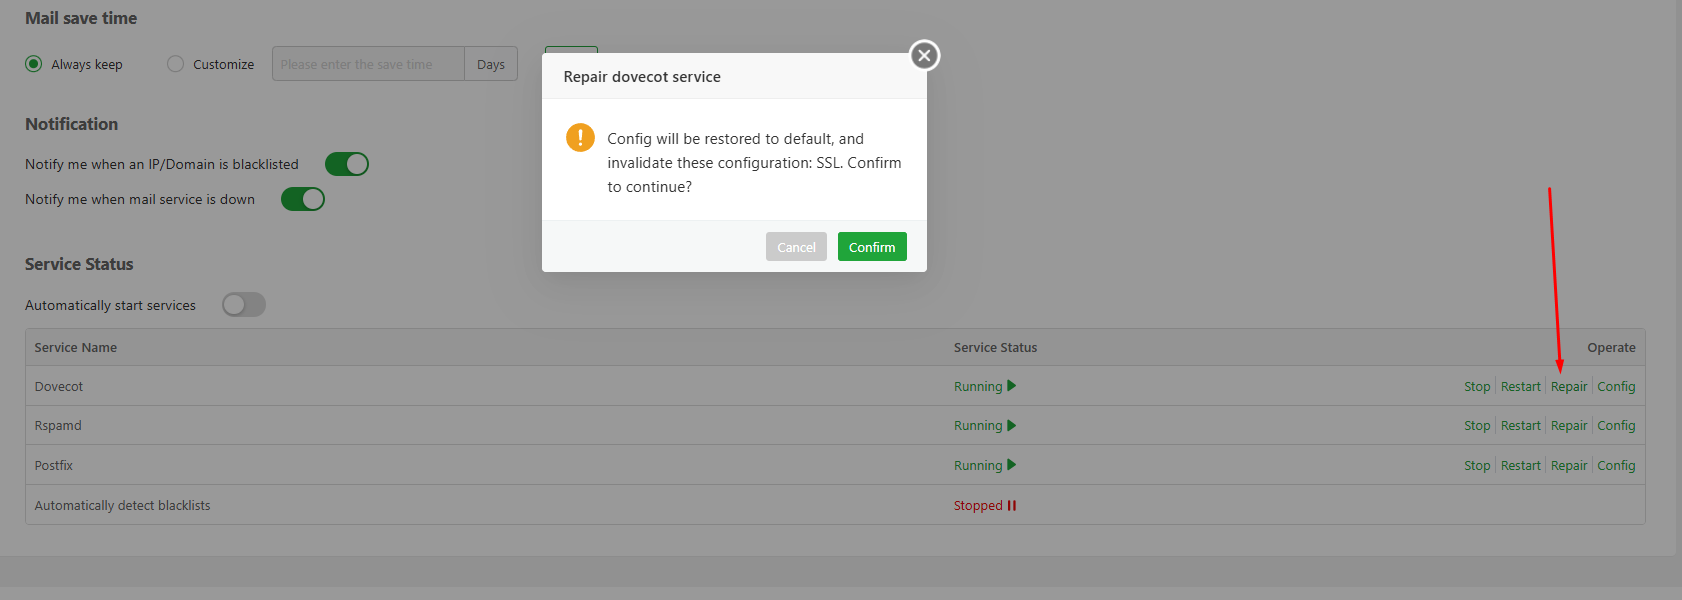 Mail save time
Always keep
Customize
Please enter the save time
Days
Repair dovecot service
Config will be restored to default, and
invalidate these configuration: SSL. Confirm
to continue?
Cancel
Confirm
Notification
Notify me when an IP/Domain is blacklisted
Notify me when mail service is down
Service Status
Automatically start services
Service Name Service Status Operate
Dovecot Running Stop Restart Repair Config
Rspamd Running Stop Restart Repair Config
Postfix Running Stop Restart Repair Config
Automatically detect blacklists Stopped